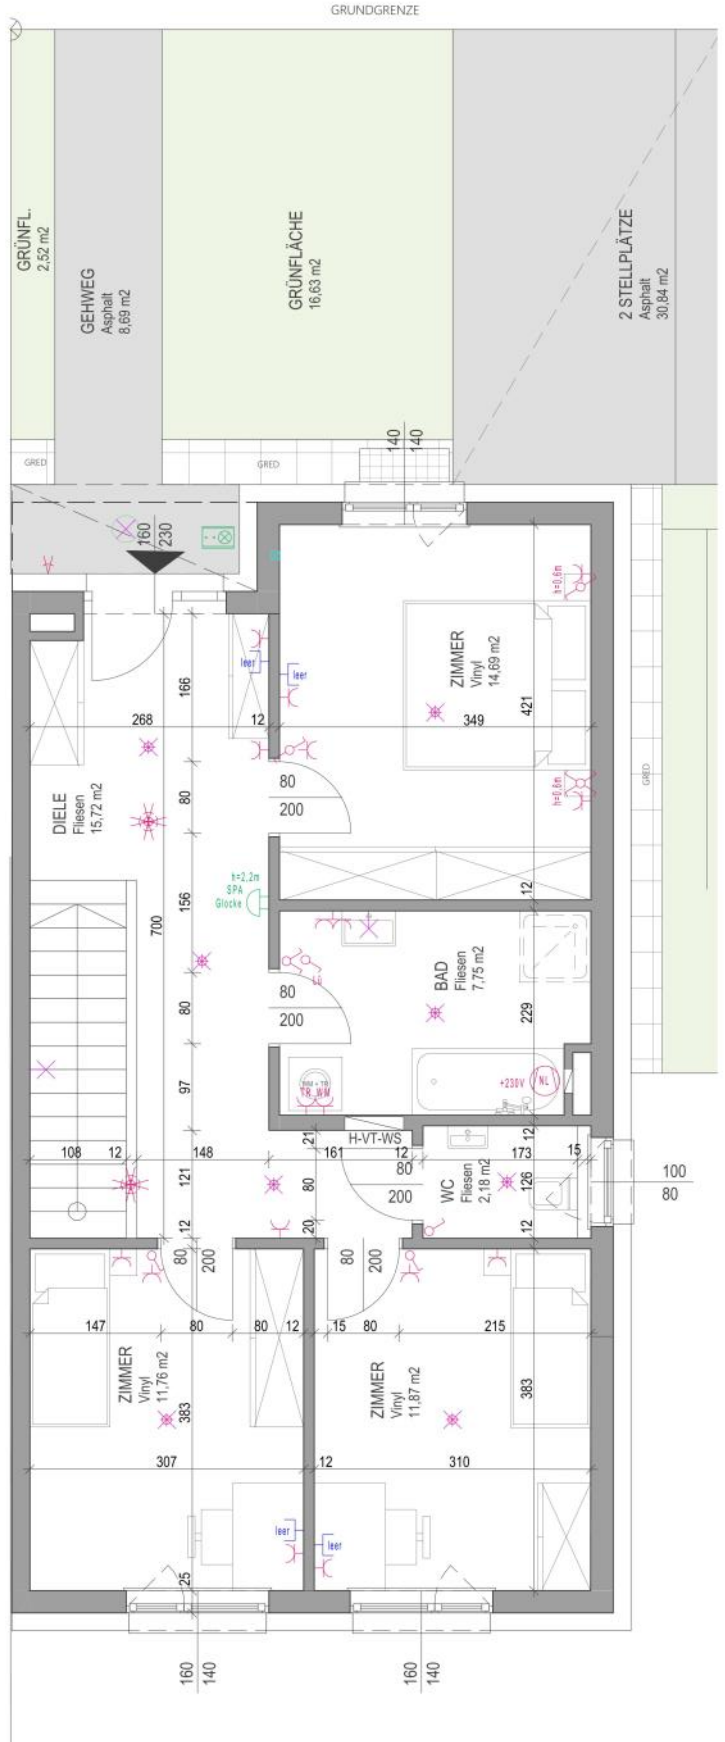 GRUNDGRENZE
GRÜNFL.
2,52 m2
GEHWEG
Asphalt
8,69 m2
GRÜNFLÄCHE
16,63 m2
2 STELLPLÄTZE
Asphalt
30,84 m2
140
140
GRED
GRED
160
230
h=0,6m
leer
leer
ZIMMER
Vinyl
14,69 m2
166
421
268
12
349
GRED
80
200
h=0,6m
DIELE
Fliesen
15,72 m2
80
h=2,2m
SPA
Glocke
156
700
12
BAD
Fliesen
7,75 m2
80
200
80
229
97
TR WM
+230V
NL
H-VT-WS
21
12
108
12
148
161
12
173
15
80
200
121
80
WC
Fliesen
2,18 m2
126
100
80
12
20
12
80
200
80
200
147
80
80
12
15
80
215
ZIMMER
Vinyl
11,76 m2
383
ZIMMER
Vinyl
11,87 m2
383
307
12
310
leer
leer
25
160
140
160
140